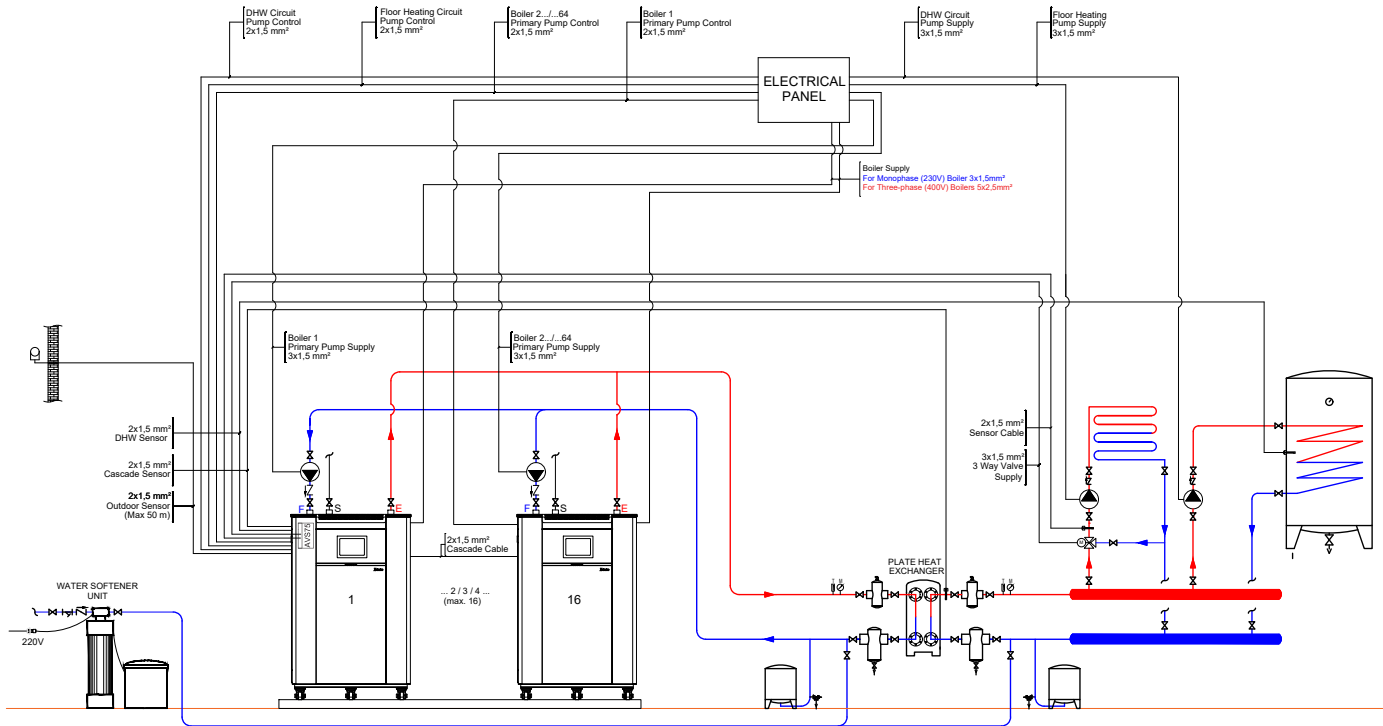 DHW Circuit
Pump Control
2x1,5 mm²
Floor Heating Circuit
Pump Control
2x1,5 mm²
Boiler 2.../...64
Primary Pump Control
2x1,5 mm²
Boiler 1
Primary Pump Control
2x1,5 mm²
DHW Circuit
Pump Supply
3x1,5 mm²
Floor Heating
Pump Supply
3x1,5 mm²
ELECTRICAL
PANEL
Boiler Supply
For Monophase (230V) Boiler 3x1,5mm²
For Three-phase (400V) Boilers 5x2,5mm²
Boiler 1
Primary Pump Supply
3x1,5 mm²
Boiler 2.../...64
Primary Pump Supply
3x1,5 mm²
2x1,5 mm²
DHW Sensor
2x1,5 mm²
Cascade Sensor
2x1,5 mm²
Outdoor Sensor
(Max 50 m)
2x1,5 mm²
Sensor Cable
3x1,5 mm²
3 Way Valve
Supply
F
S
E
F
S
E
AVS75
M
2x1,5 mm²
Cascade Cable
1
... 2 / 3 / 4 ...
(max. 16)
16
PLATE HEAT
EXCHANGER
T M
T M
WATER SOFTENER
UNIT
220V